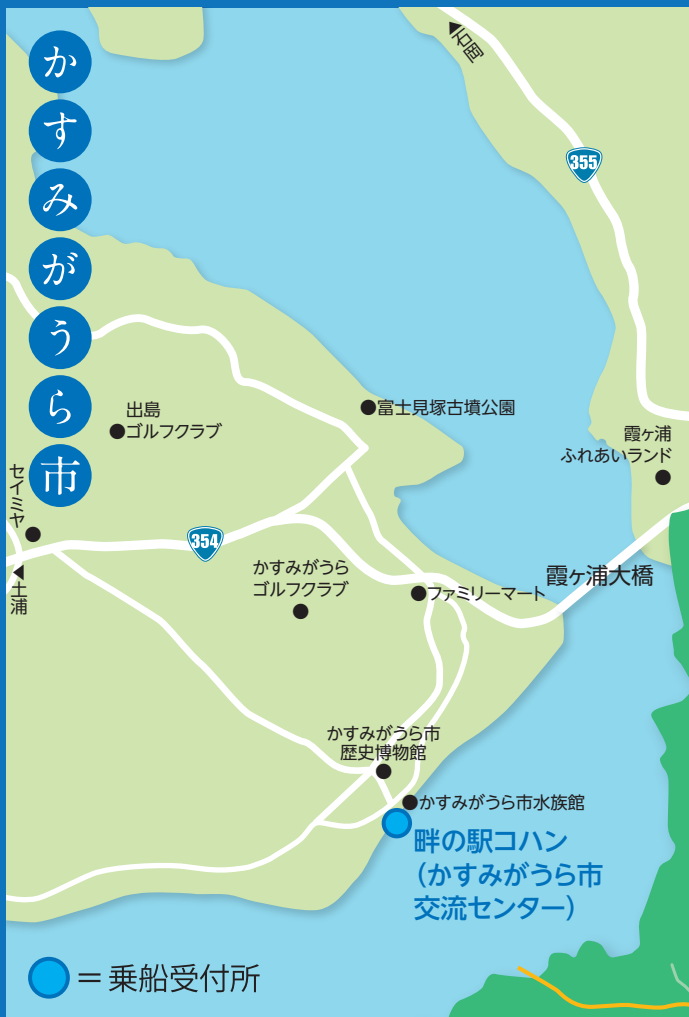 かすみがうら市
▲石岡
355
出島
●ゴルフクラブ
●富士見塚古墳公園
霞ヶ浦
ふれあいランド
セイミヤ
354
◀土浦
かすみがうら
ゴルフクラブ
●ファミリーマート
霞ヶ浦大橋
かすみがうら市
歴史博物館
●かすみがうら市水族館
畔の駅コハン
(かすみがうら市
交流センター)
=乗船受付所